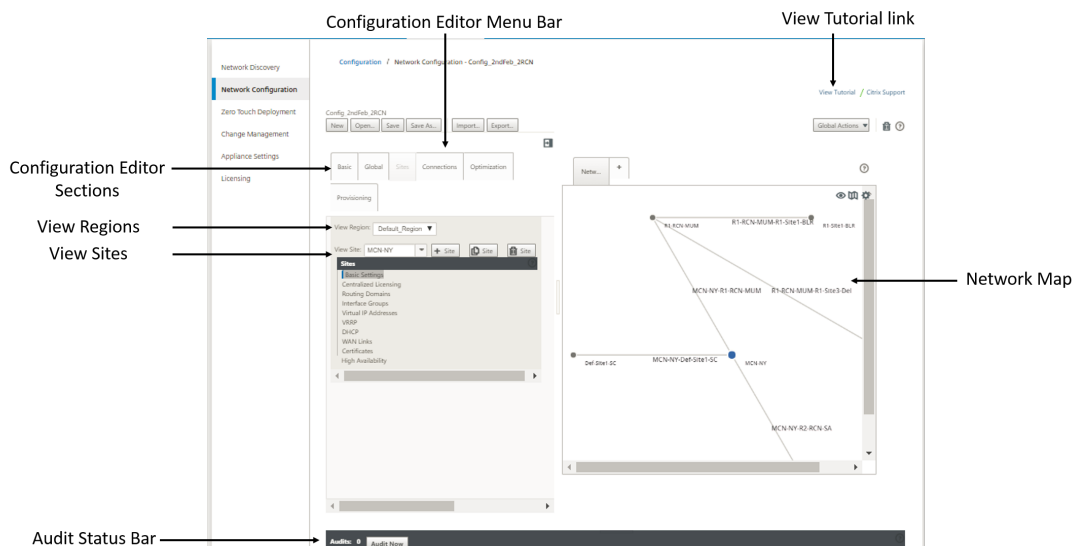 Configuration Editor Menu Bar
View Tutorial link
Configuration / Network Configuration - Config_2ndFeb_2RCN
Network Discovery
Network Configuration
Zero Touch Deployment
Change Management
Appliance Settings
Licensing
View Tutorial / Citrix Support
Config_2ndFeb_2RCN
New Open... Save Save As... Import... Export...
Global Actions
Configuration Editor
Sections
Basic Global Sites Connections Optimization
Provisioning
Netw... +
View Regions
View Region: Default_Region
View Sites
View Site: MCN-NY + Site Site Site
Sites
Basic Settings
Centralized Licensing
Routing Domains
Interface Groups
Virtual IP Addresses
VRRP
DHCP
WAN Links
Certificates
High Availability
R1-RCN-MUM
R1-RCN-MUM-R1-Site1-BLR
R1-Site1-BLR
MCN-NY-R1-RCN-MUM
R1-RCN-MUM-R1-Site3-Del
Def-Site1-SC
MCN-NY-Def-Site1-SC
MCN-NY
MCN-NY-R2-RCN-SA
Network Map
Audit Status Bar
Audits: 0 Audit Now